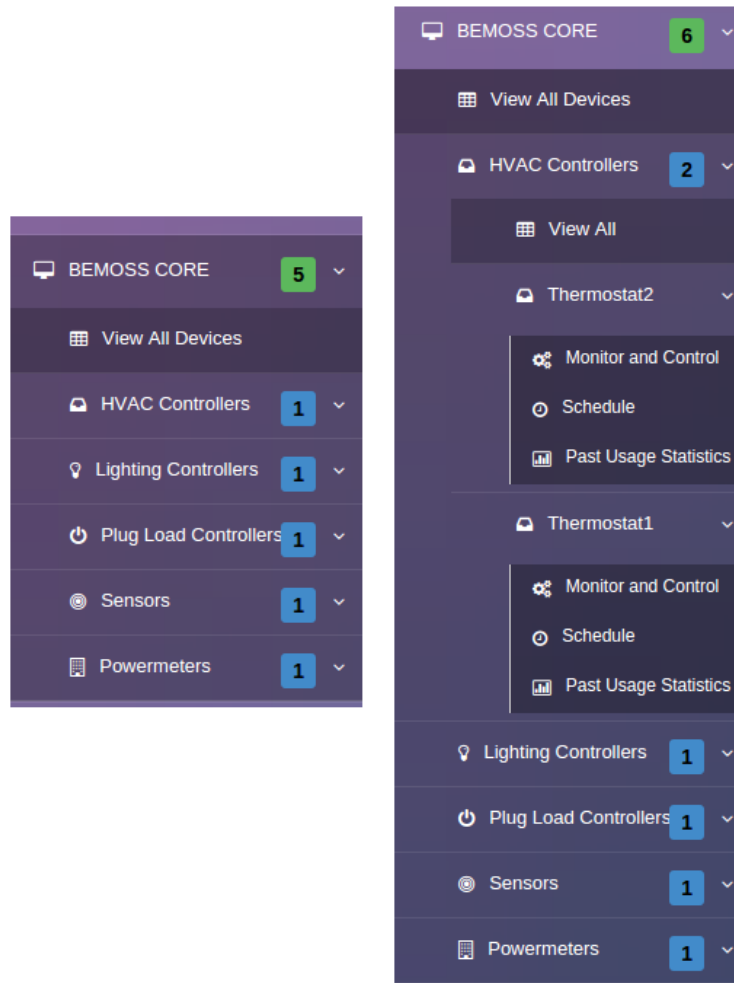 BEMOSS CORE 5
View All Devices
HVAC Controllers 1
Lighting Controllers 1
Plug Load Controllers 1
Sensors 1
Powermeters 1
BEMOSS CORE 6
View All Devices
HVAC Controllers 2
View All
Thermostat2
Monitor and Control
Schedule
Past Usage Statistics
Thermostat1
Monitor and Control
Schedule
Past Usage Statistics
Lighting Controllers 1
Plug Load Controllers 1
Sensors 1
Powermeters 1